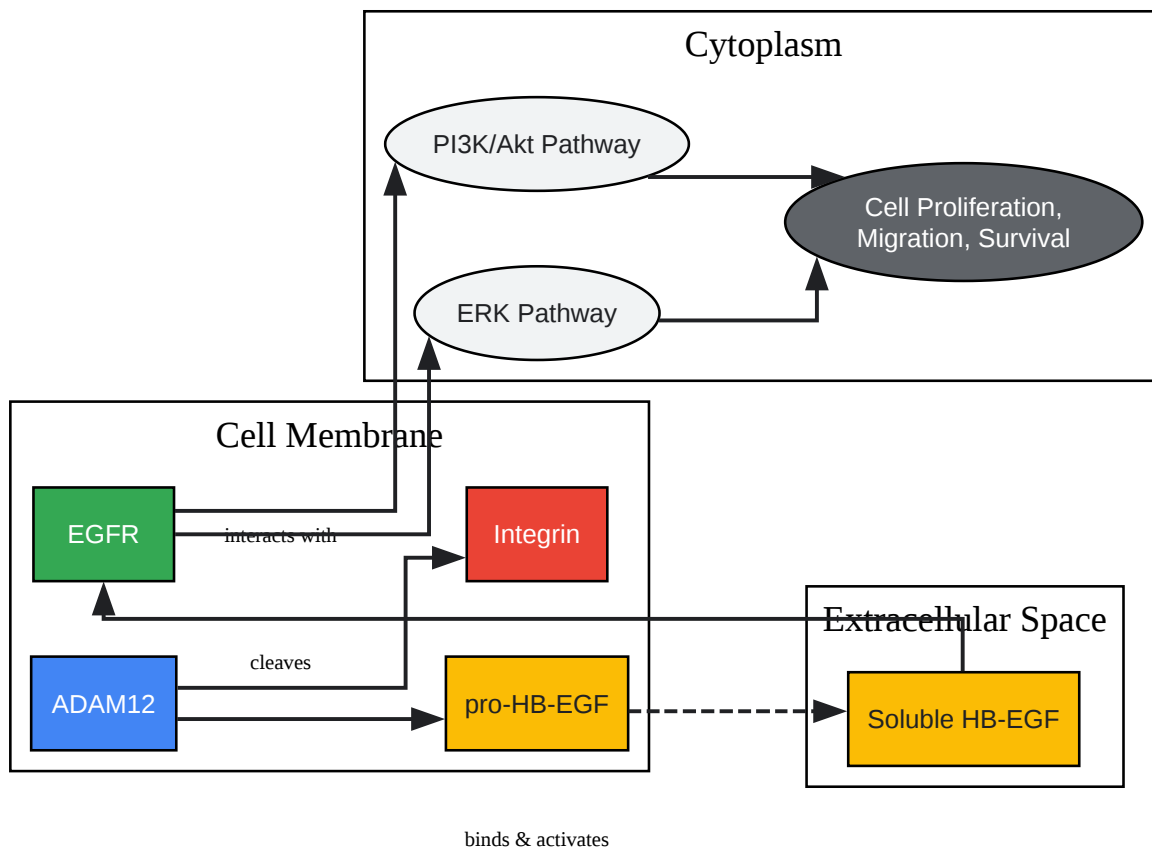 Cytoplasm
PI3K/Akt Pathway
Cell Proliferation,
Migration, Survival
ERK Pathway
Cell Membrane
EGFR
interacts with
Integrin
Extracellular Space
cleaves
ADAM12
pro-HB-EGF
Soluble HB-EGF
binds & activates